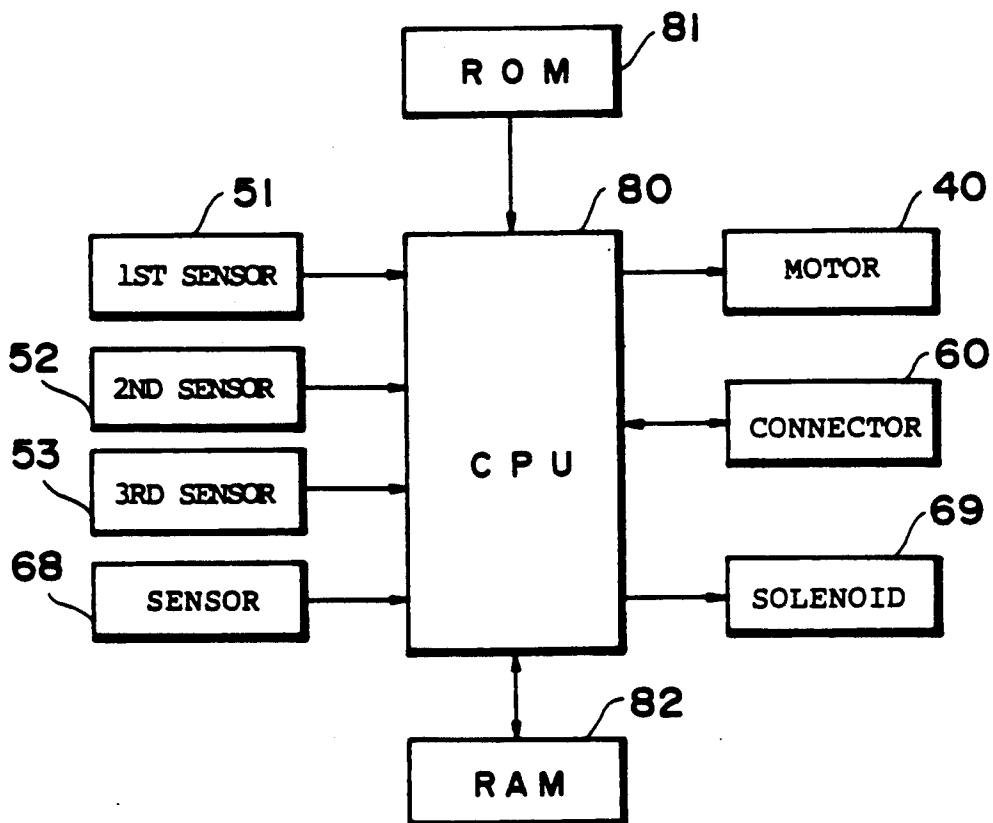 81
ROM
51
80
40
1ST SENSOR
MOTOR
52
2ND SENSOR
60
CONNECTOR
53
3RD SENSOR
CPU
69
68
SENSOR
SOLENOID
82
RAM